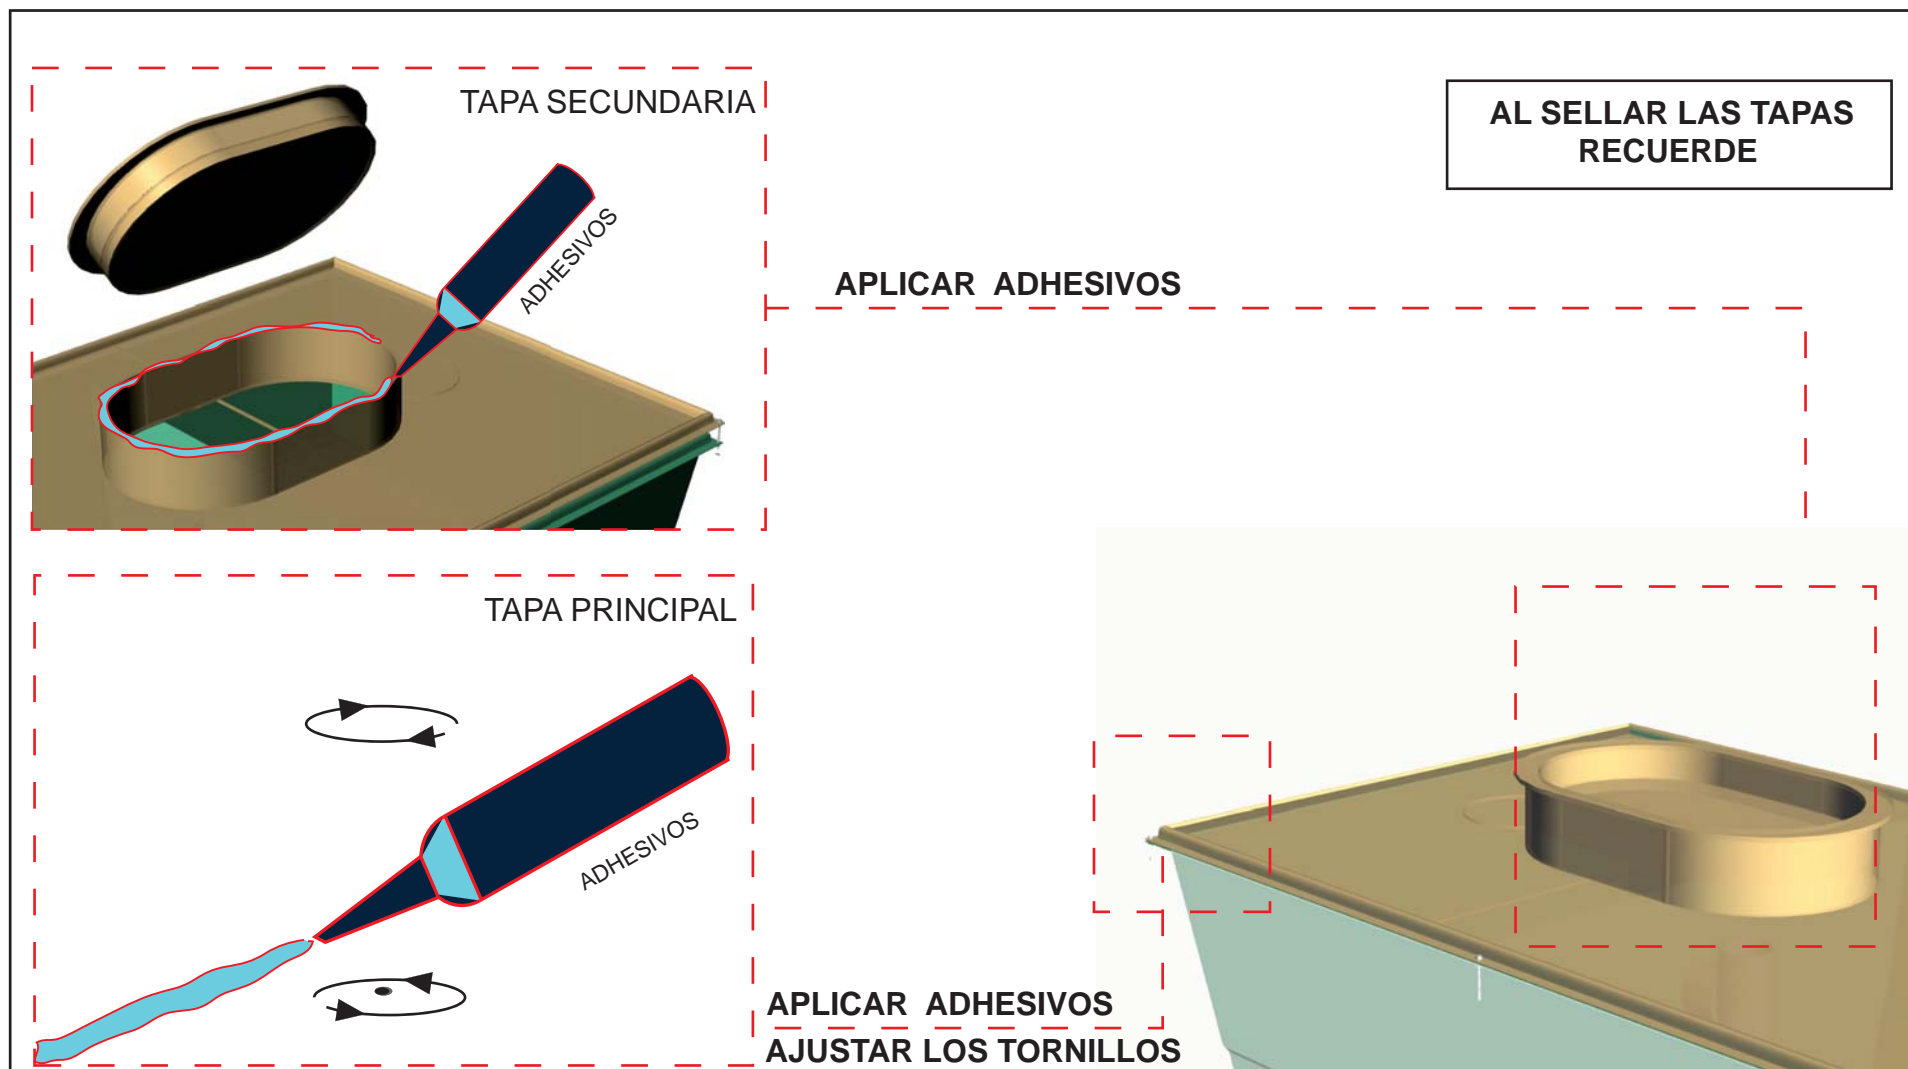 TAPA SECUNDARIA
AL SELLAR LAS TAPAS
RECUERDE
ADHESIVOS
APLICAR ADHESIVOS
TAPA PRINCIPAL
ADHESIVOS
APLICAR ADHESIVOS
AJUSTAR LOS TORNILLOS